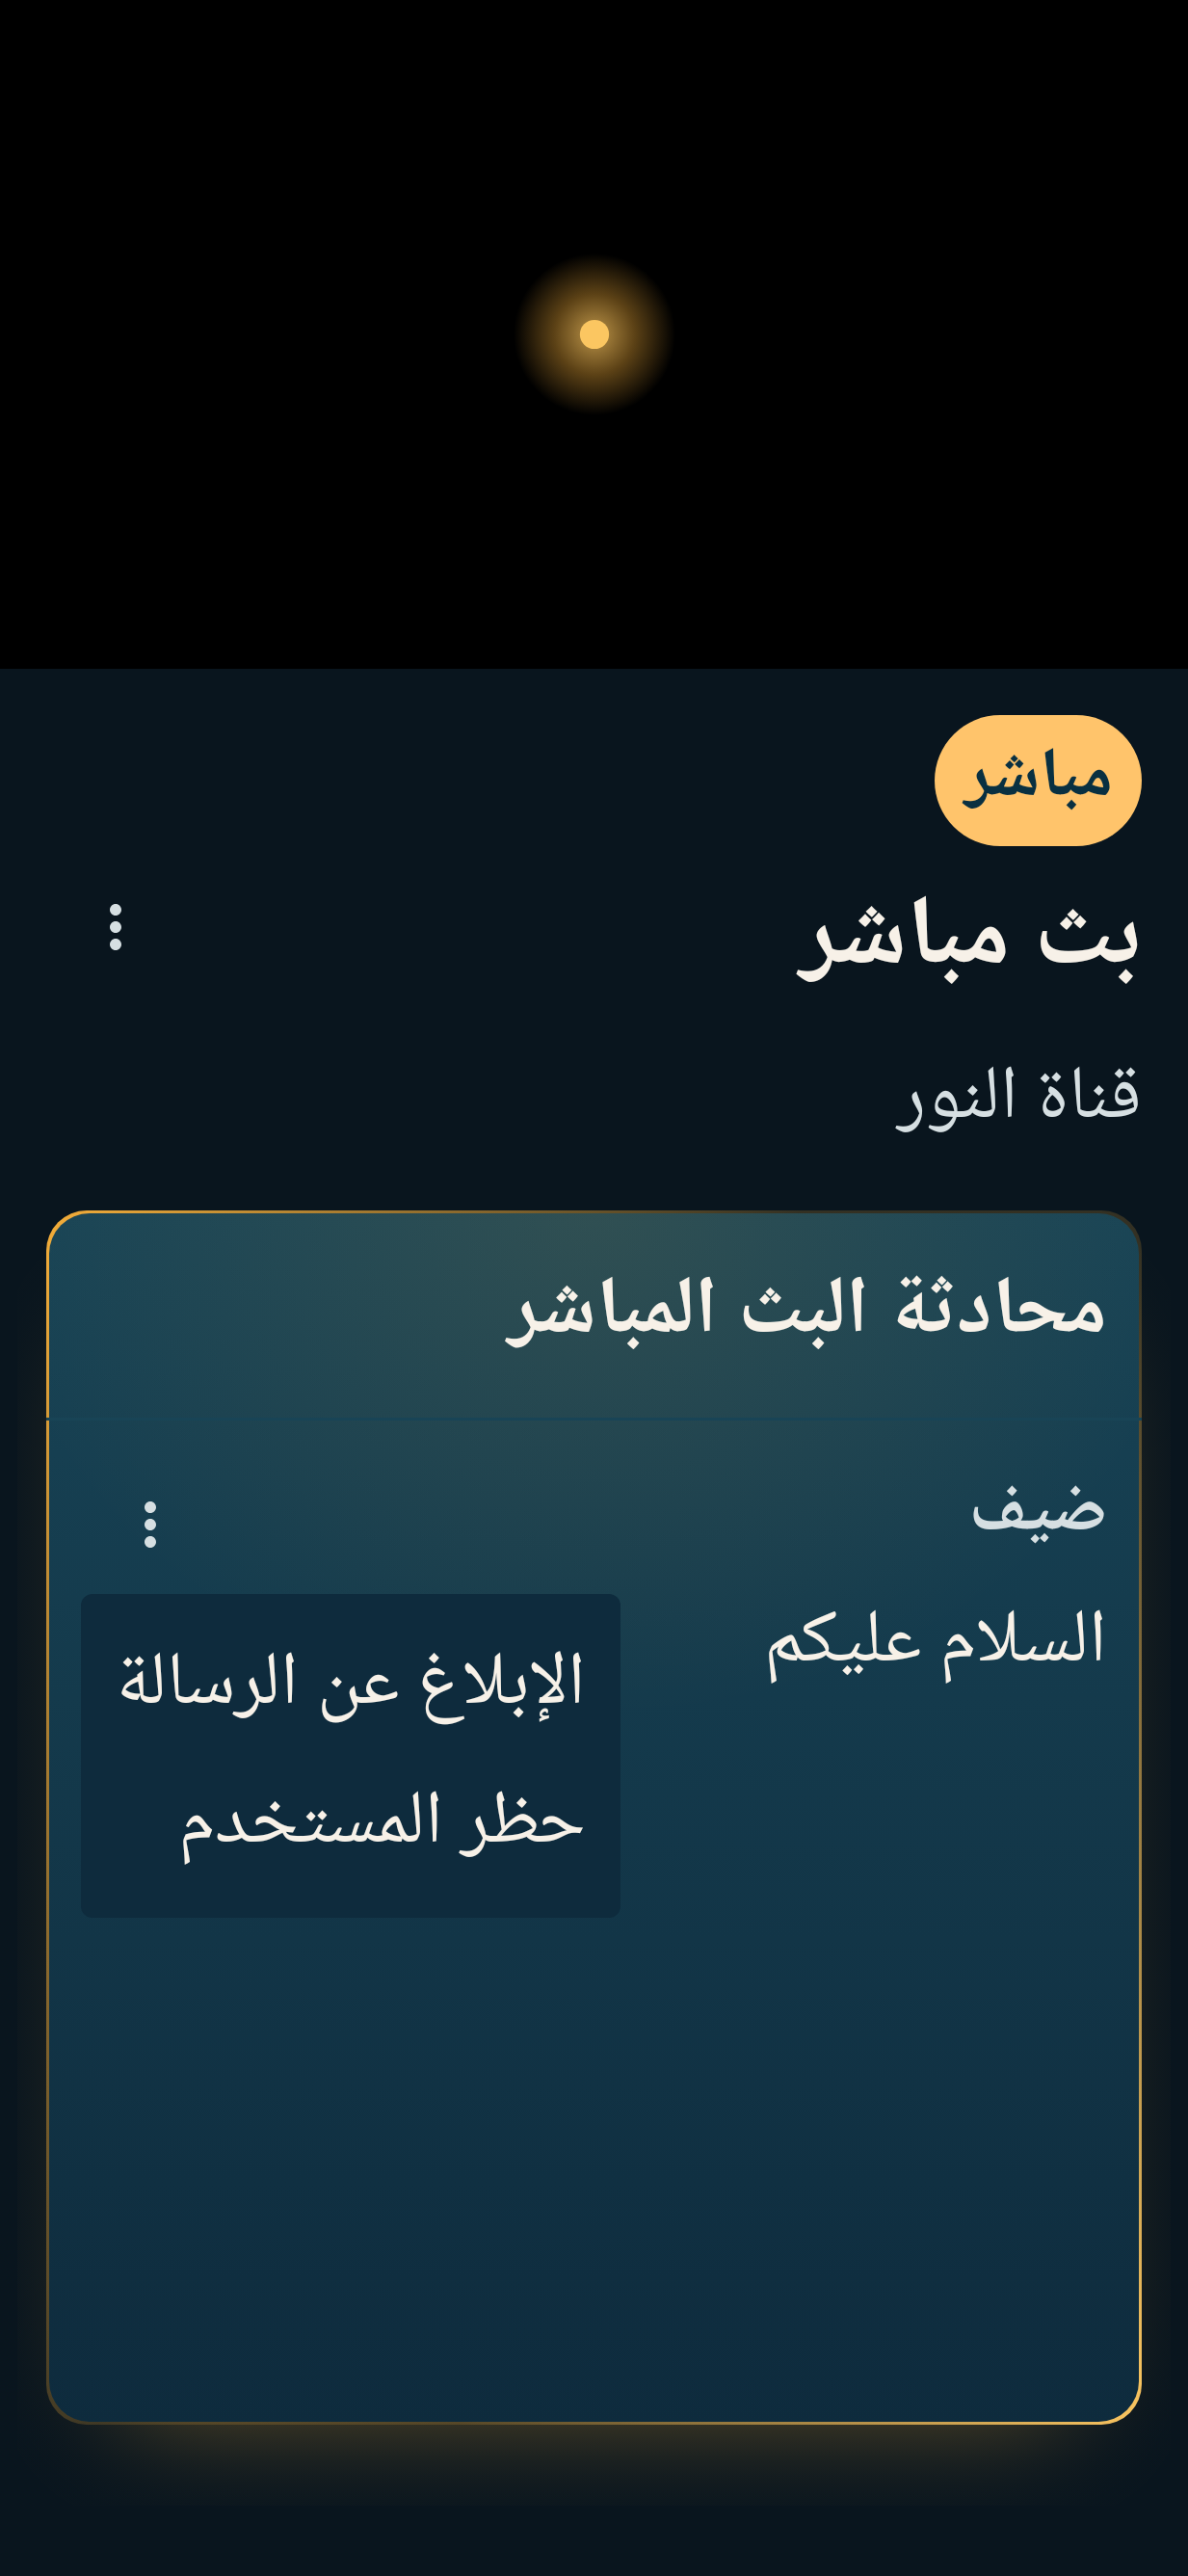 مباشر
بث مباشر
قناة النور
محادثة البث المباشر
ضيف
السلام عليكم
الإبلاغ عن الرسالة
حظر المستخدم